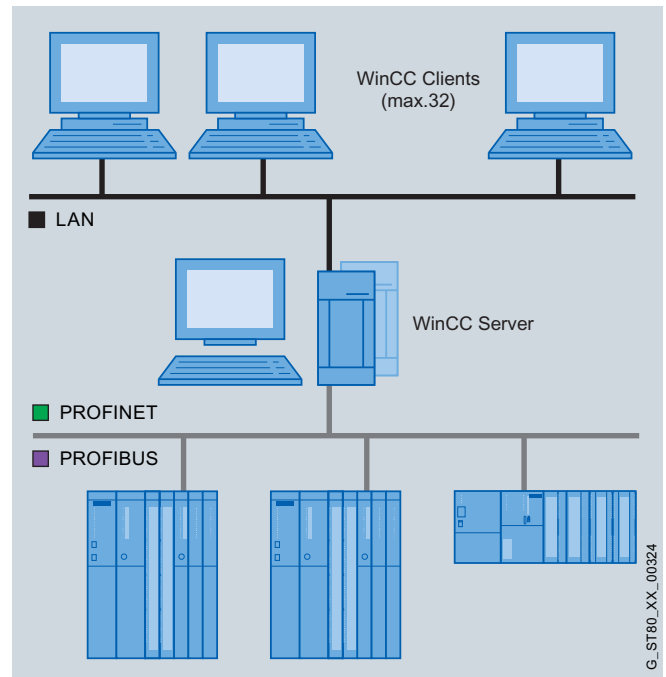 WinCC Clients
(max.32)
LAN
WinCC Server
PROFINET
PROFIBUS
G_ST80_XX_00324